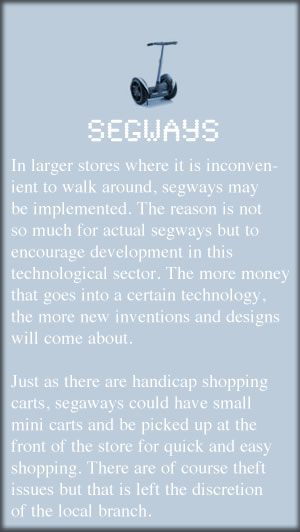 SEGWAYS
In larger stores where it is inconven-
ient to walk around, segways may
be implemented. The reason is not
so much for actual segways but to
encourage development in this
technological sector. The more money
that goes into a certain technology,
the more new inventions and designs
will come about.
Just as there are handicap shopping
carts, segaways could have small
mini carts and be picked up at the
front of the store for quick and easy
shopping. There are of course theft
issues but that is left the discretion
of the local branch.